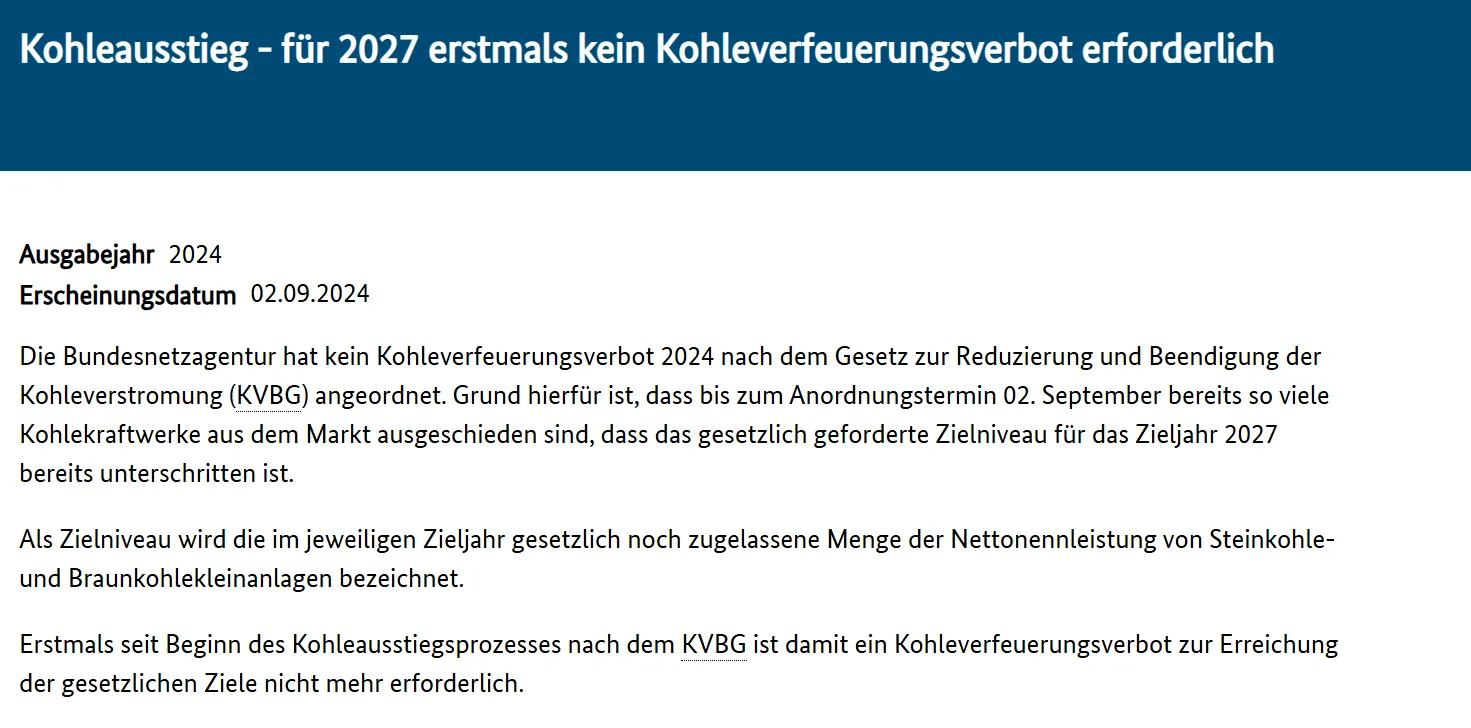 Kohleausstieg - für 2027 erstmals kein Kohleverfeuerungsverbot erforderlich
Ausgabejahr 2024
Erscheinungsdatum 02.09.2024
Die Bundesnetzagentur hat kein Kohleverfeuerungsverbot 2024 nach dem Gesetz zur Reduzierung und Beendigung der
Kohleverstromung (KVBG) angeordnet. Grund hierfür ist, dass bis zum Anordnungstermin 02. September bereits so viele
Kohlekraftwerke aus dem Markt ausgeschieden sind, dass das gesetzlich geforderte Zielniveau für das Zieljahr 2027
bereits unterschritten ist.
Als Zielniveau wird die im jeweiligen Zieljahr gesetzlich noch zugelassene Menge der Nettonennleistung von Steinkohle-
und Braunkohlekleinanlagen bezeichnet.
Erstmals seit Beginn des Kohleausstiegsprozesses nach dem KVBG ist damit ein Kohleverfeuerungsverbot zur Erreichung
der gesetzlichen Ziele nicht mehr erforderlich.